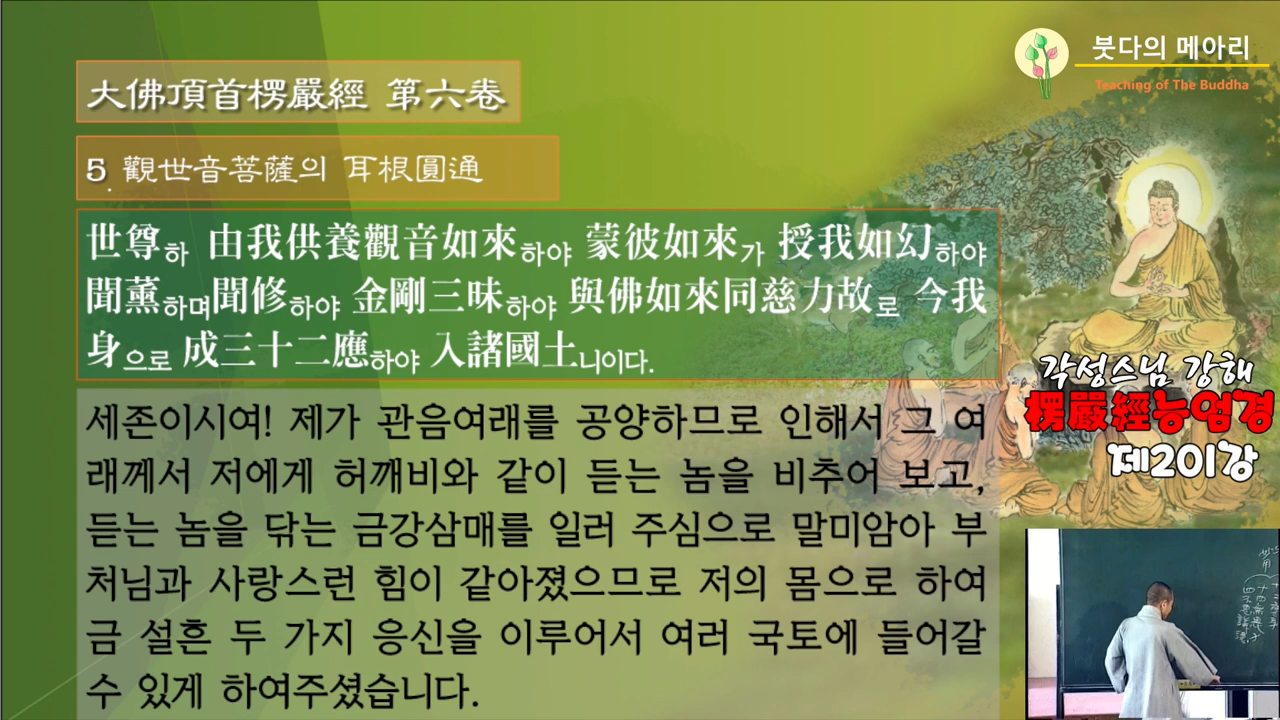 붓다의 메아리
Teaching of The Buddha
大佛頂首楞嚴經 第六卷
5. 觀世音菩薩의 耳根圓通
世尊하 由我供養觀音如來하야 蒙彼如來가 授我如幻하야
聞薰하며聞修하야 金剛三昧하야 與佛如來同慈力故로 今我
身으로 成三十二應하야 入諸國土니이다.
세존이시여! 제가 관음여래를 공양하므로 인해서 그 여
래께서 저에게 허깨비와 같이 듣는 놈을 비추어 보고,
듣는 놈을 닦는 금강삼매를 일러 주심으로 말미암아 부
처님과 사랑스런 힘이 같아졌으므로 저의 몸으로 하여
금 설흔 두 가지 응신을 이루어서 여러 국토에 들어갈
수 있게 하여주셨습니다.
각성스님 강해
楞嚴經능엄경
제201강